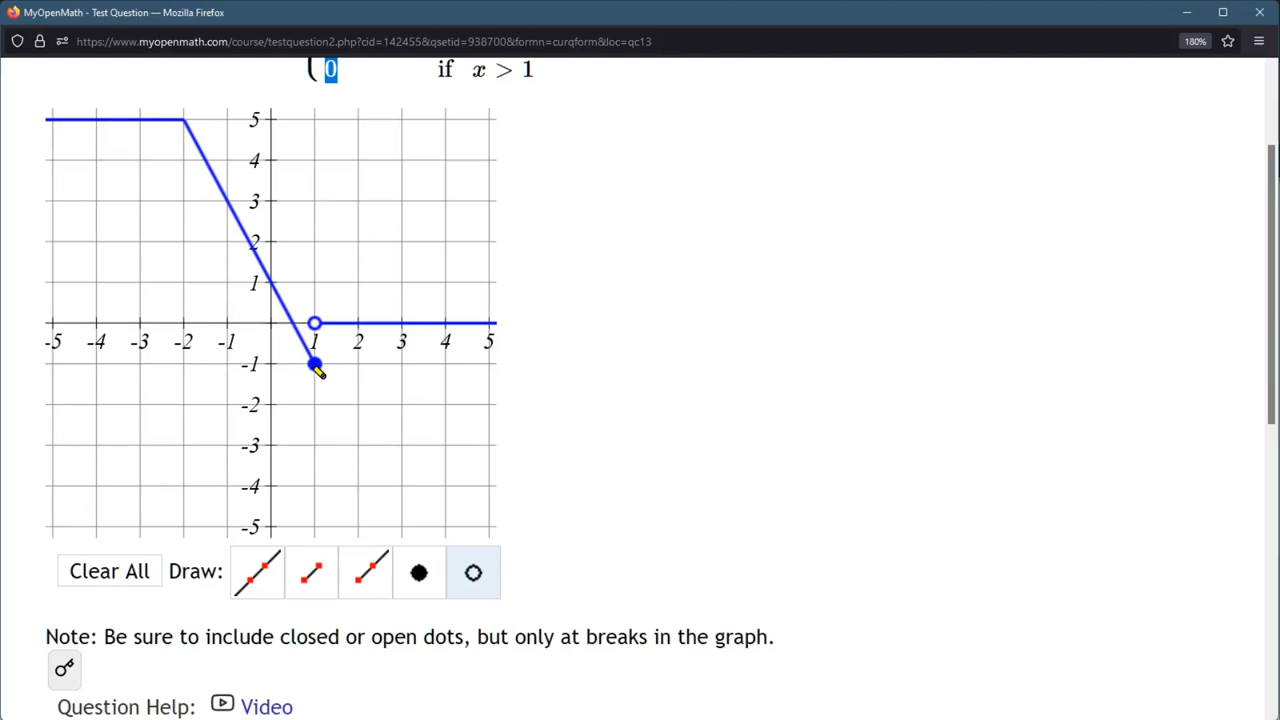 MyOpenMath - Test Question — Mozilla Firefox
https://www.myopenmath.com/course/testquestion2.php?cid=142455&qsetid=938700&formn=curqform&loc=qc13
180%
0 if x > 1
5
4
3
2
1
-5 -4 -3 -2 -1 1 2 3 4 5
-1
-2
-3
-4
-5
Clear All Draw:
Note: Be sure to include closed or open dots, but only at breaks in the graph.
Question Help: Video